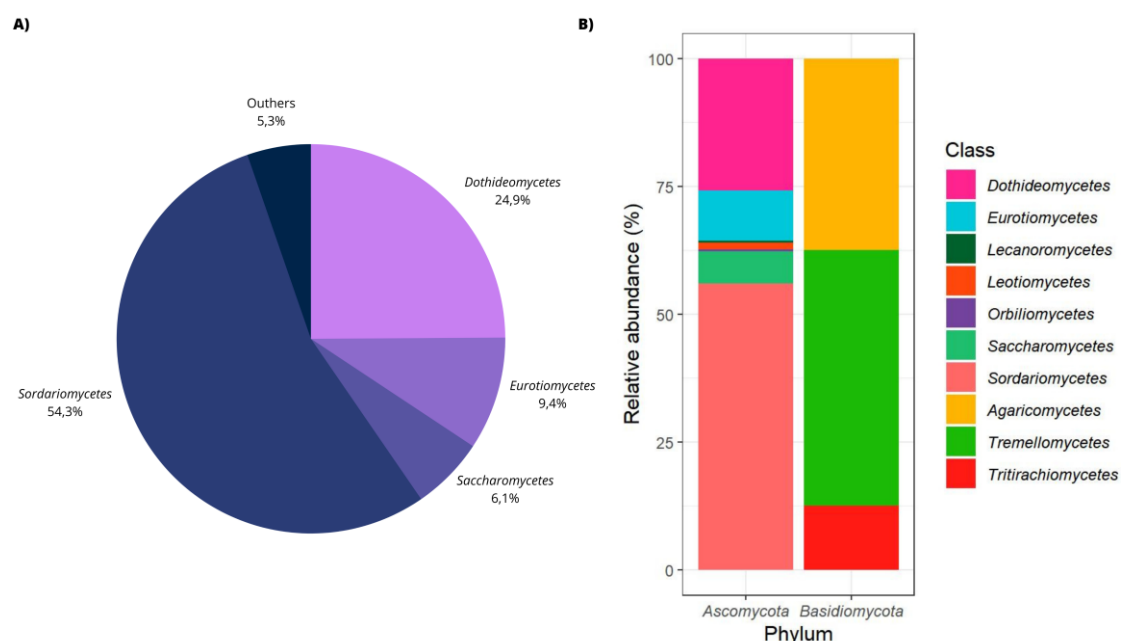 A)
Outhers
5,3%
Dothideomycetes
24,9%
Eurotiomycetes
9,4%
Saccharomycetes
6,1%
Sordariomycetes
54,3%
B)
Relative abundance (%)
100
75
50
25
0
Ascomycota Basidiomycota
Phylum
Class
Dothideomycetes
Eurotiomycetes
Lecanoromycetes
Leotiomycetes
Orbiliomycetes
Saccharomycetes
Sordariomycetes
Agaricomycetes
Tremellomycetes
Tritirachiomycetes